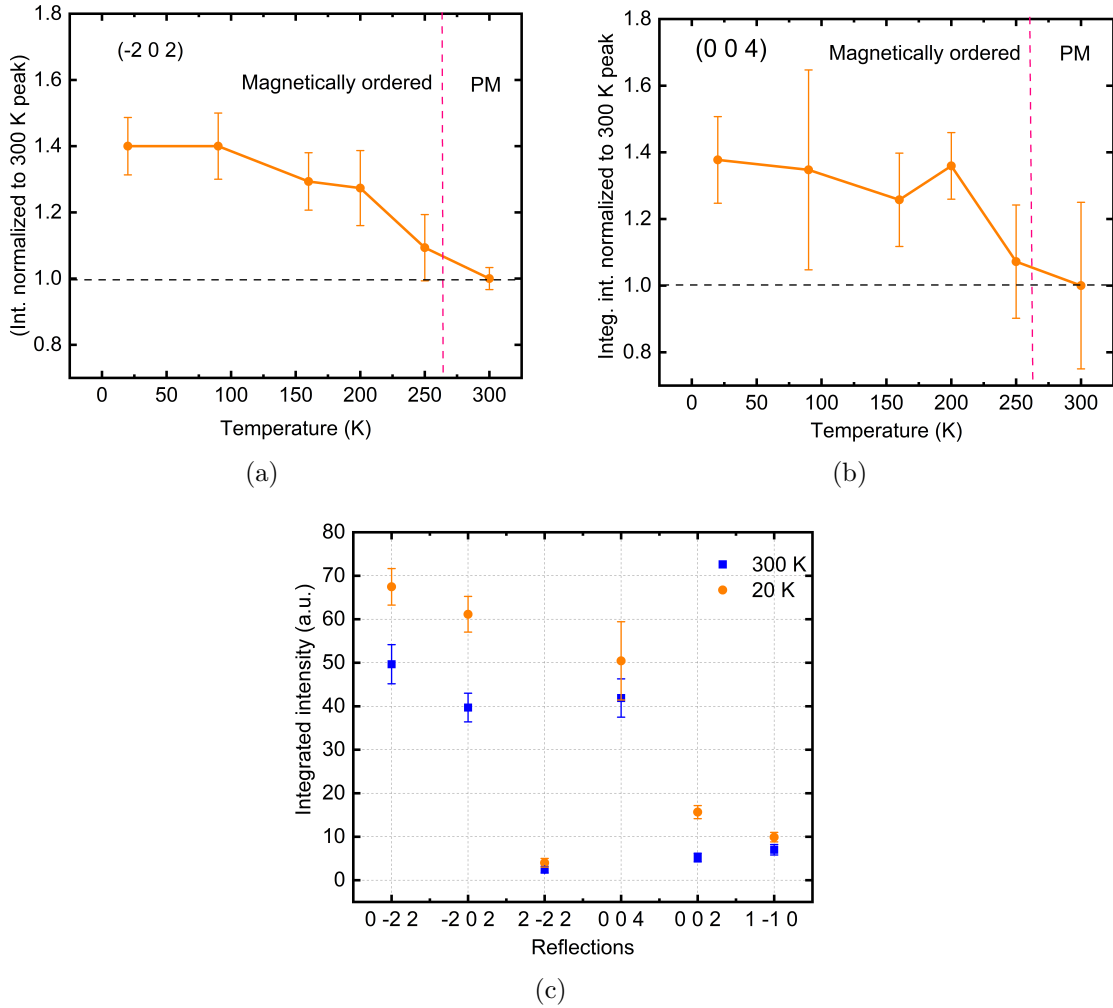 (-2 0 2)
Magnetically ordered
PM
(Int. normalized to 300 K peak)
1.8
1.6
1.4
1.2
1.0
0.8
0 50 100 150 200 250 300
Temperature (K)
(a)
(0 0 4)
Magnetically ordered
PM
Integ. int. normalized to 300 K peak)
1.8
1.6
1.4
1.2
1.0
0.8
0 50 100 150 200 250 300
Temperature (K)
(b)
300 K
20 K
Integrated intensity (a.u.)
80
70
60
50
40
30
20
10
0
0 -2 2 -2 0 2 2 -2 2 0 0 4 0 0 2 1 -1 0
Reflections
(c)